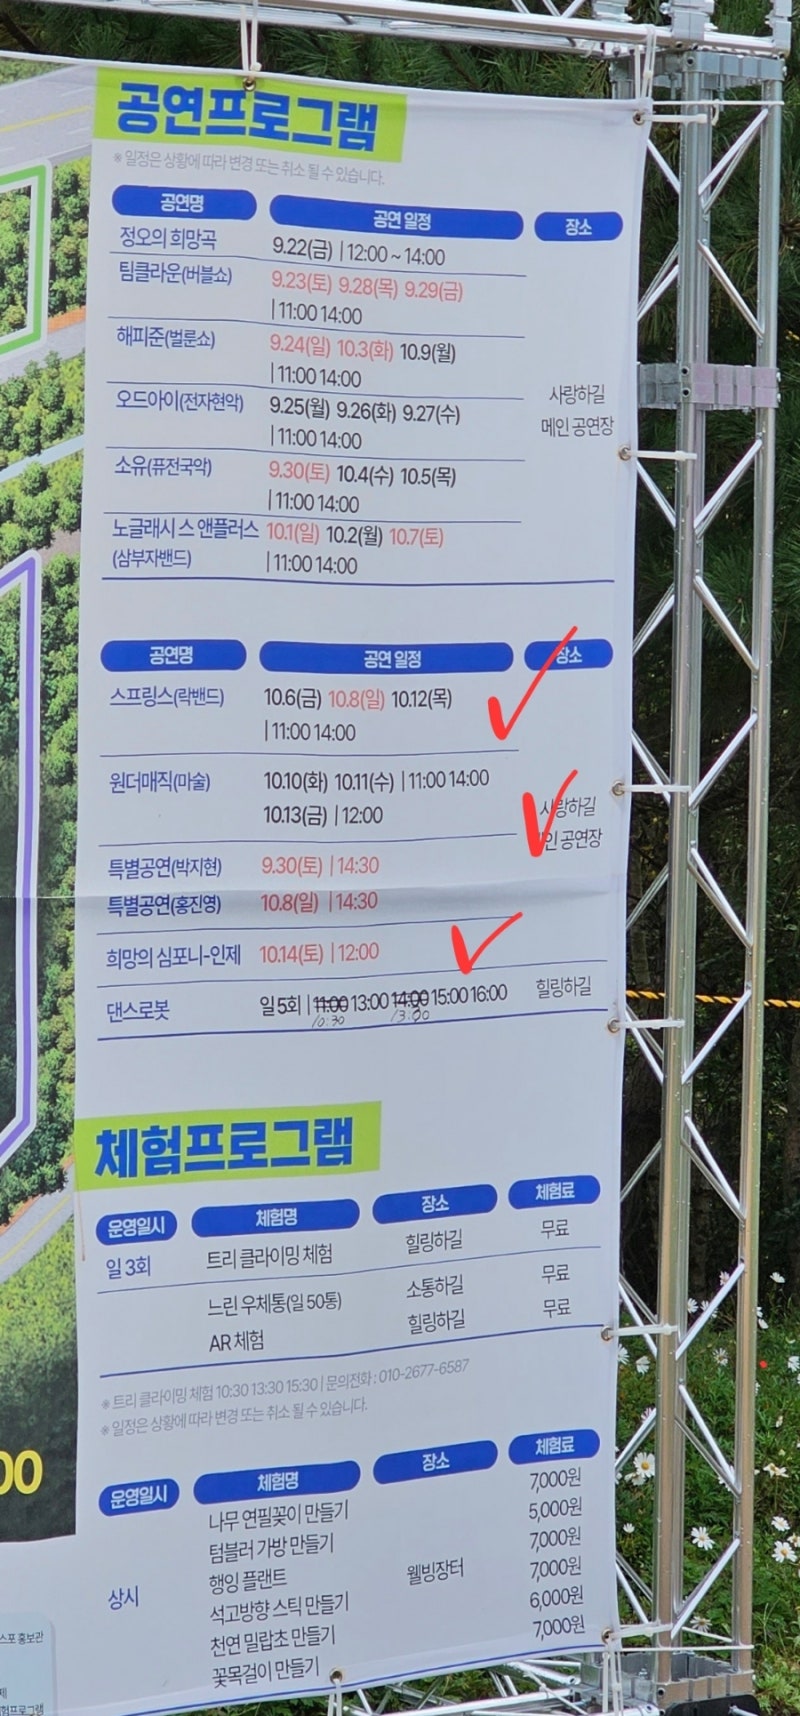 공연프로그램
※ 일정은 상황에 따라 변경 또는 취소 될 수 있습니다.
공연명 공연 일정 장소
정오의 희망곡 9.22(금) | 12:00 ~ 14:00
팀클라운(버블쇼) 9.23(토) 9.28(목) 9.29(금)
| 11:00 14:00
해피준(벌룬쇼) 9.24(일) 10.3(화) 10.9(월)
| 11:00 14:00
사랑하길
메인 공연장
오드아이(전자현악) 9.25(월) 9.26(화) 9.27(수)
| 11:00 14:00
소유(퓨전국악) 9.30(토) 10.4(수) 10.5(목)
| 11:00 14:00
노글래시스 앤플러스 10.1(일) 10.2(월) 10.7(토)
(삼부자밴드) | 11:00 14:00
공연명 공연 일정 장소
스프링스(락밴드) 10.6(금) 10.8(일) 10.12(목)
| 11:00 14:00
원더매직(마술) 10.10(화) 10.11(수) | 11:00 14:00
10.13(금) | 12:00
사랑하길
메인 공연장
특별공연(박지현) 9.30(토) | 14:30
특별공연(홍진영) 10.8(일) | 14:30
희망의 심포니-인제 10.14(토) | 12:00
댄스로봇 일 5회 | 11:00 13:00 14:00 15:00 16:00 힐링하길
10:30 13:00
체험프로그램
운영일시 체험명 장소 체험료
일 3회 트리 클라이밍 체험 힐링하길 무료
느린 우체통(일 50통) 소통하길 무료
AR 체험 힐링하길 무료
※ 트리 클라이밍 체험 10:30 13:30 15:30 | 문의전화 : 010-2677-6587
※ 일정은 상황에 따라 변경 또는 취소 될 수 있습니다.
운영일시 체험명 장소 체험료
나무 연필꽂이 만들기 7,000원
텀블러 가방 만들기 5,000원
행잉 플랜트 7,000원
상시 석고방향 스틱 만들기 웰빙장터 7,000원
천연 밀랍초 만들기 6,000원
꽃목걸이 만들기 7,000원
00
스포 홍보관
제
험프로그램